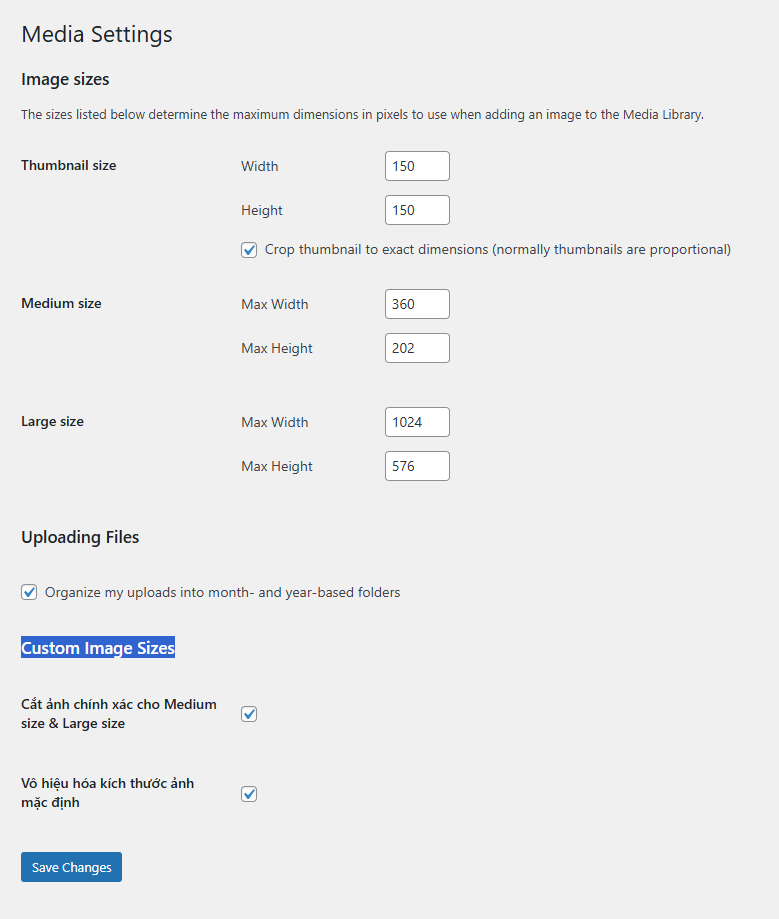 Media Settings
Image sizes
The sizes listed below determine the maximum dimensions in pixels to use when adding an image to the Media Library.
Thumbnail size
Width
150
Height
150
Crop thumbnail to exact dimensions (normally thumbnails are proportional)
Medium size
Max Width
360
Max Height
202
Large size
Max Width
1024
Max Height
576
Uploading Files
Organize my uploads into month- and year-based folders
Custom Image Sizes
Cắt ảnh chính xác cho Medium
size & Large size
Vô hiệu hóa kích thước ảnh
mặc định
Save Changes